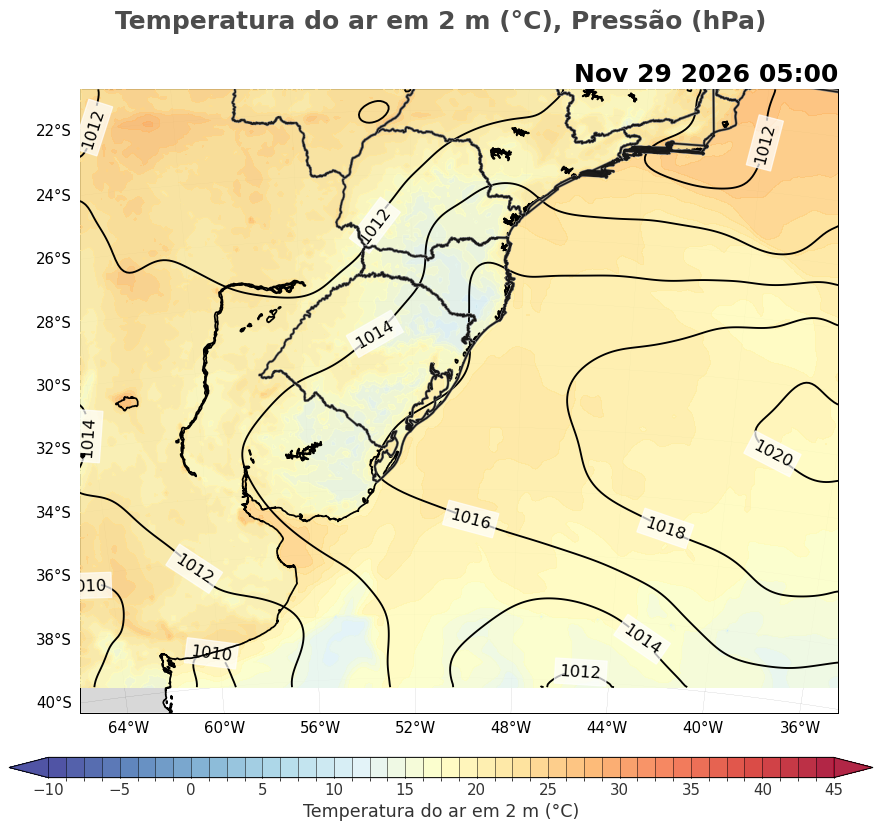 Temperatura do ar em 2 m (°C), Pressão (hPa)
Nov 29 2026 05:00
1012
1012
22°S
24°S
1012
26°S
28°S
1014
30°S
1014
1020
32°S
34°S
1016
1018
1012
36°S
1010
38°S
1014
1010
1012
40°S
64°W 60°W 56°W 52°W 48°W 44°W 40°W 36°W
−10 −5 0 5 10 15 20 25 30 35 40 45
Temperatura do ar em 2 m (°C)